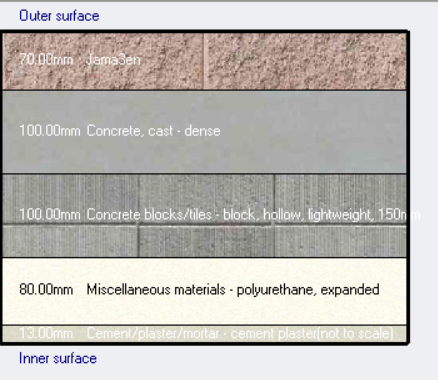 Outer surface
70.00mm Jama3en
100.00mm Concrete, cast - dense
100.00mm Concrete blocks/tiles - block, hollow, lightweight, 150mm
80.00mm Miscellaneous materials - polyurethane, expanded
13.00mm Cement/plaster/mortar - cement plaster(not to scale)
Inner surface